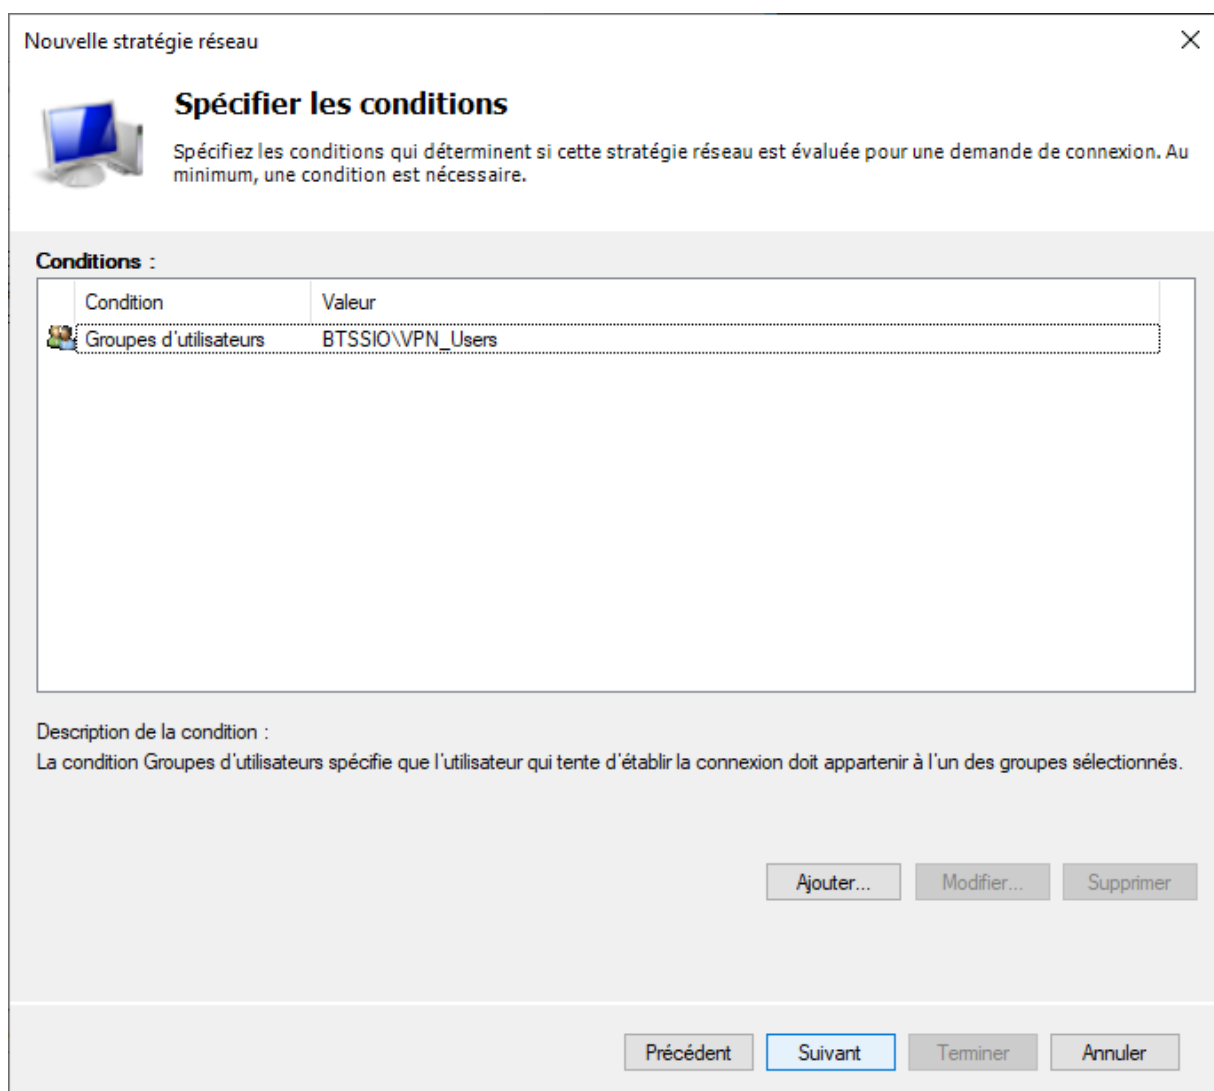 Nouvelle stratégie réseau
Spécifier les conditions
Spécifiez les conditions qui déterminent si cette stratégie réseau est évaluée pour une demande de connexion. Au
minimum, une condition est nécessaire.
Conditions :
Condition Valeur
Groupes d'utilisateurs BTSSIO\VPN_Users
Description de la condition :
La condition Groupes d'utilisateurs spécifie que l'utilisateur qui tente d'établir la connexion doit appartenir à l'un des groupes sélectionnés.
Ajouter... Modifier... Supprimer
Précédent Suivant Terminer Annuler